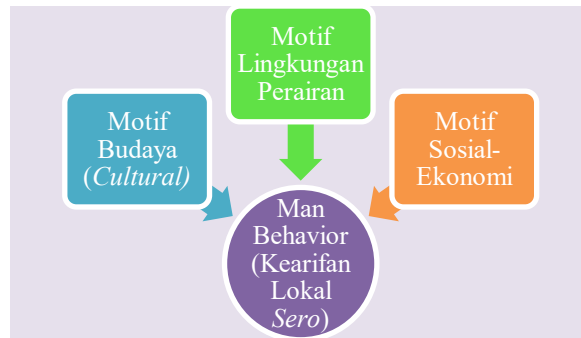 Motif
Lingkungan
Perairan
Motif
Budaya
(Cultural)
Motif
Sosial-
Ekonomi
Man
Behavior
(Kearifan
Lokal
Sero)